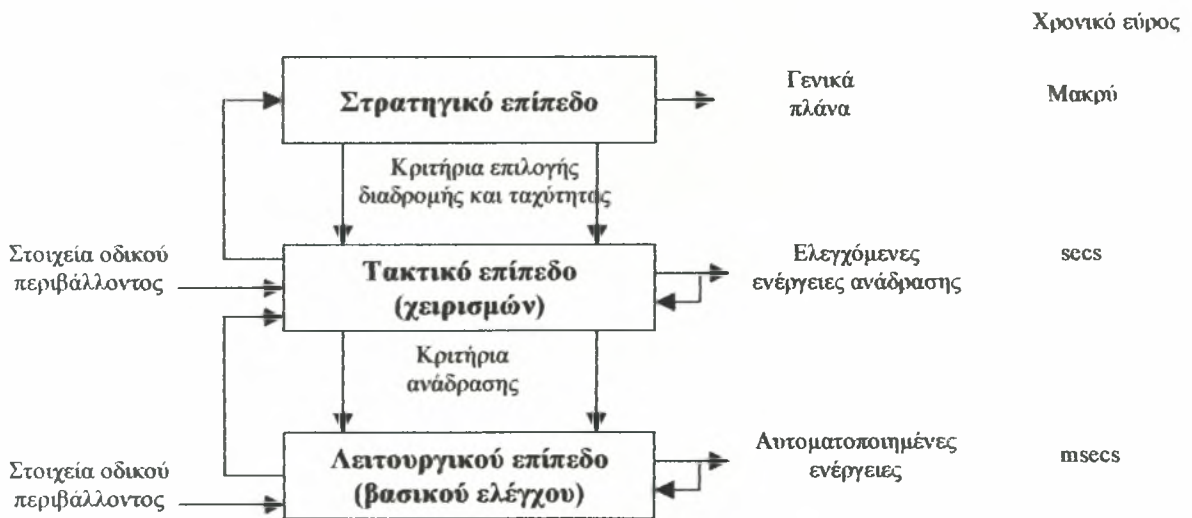 Χρονικό εύρος
Στρατηγικό επίπεδο
Γενικά
πλάνα
Μακρύ
Κριτήρια επιλογής
διαδρομής και ταχύτητας
Στοιχεία οδικού
περιβάλλοντος
Τακτικό επίπεδο
(χειρισμών)
Ελεγχόμενες
ενέργειες ανάδρασης
secs
Κριτήρια
ανάδρασης
Στοιχεία οδικού
περιβάλλοντος
Λειτουργικού επίπεδο
(βασικού ελέγχου)
Αυτοματοποιημένες
ενέργειες
msecs